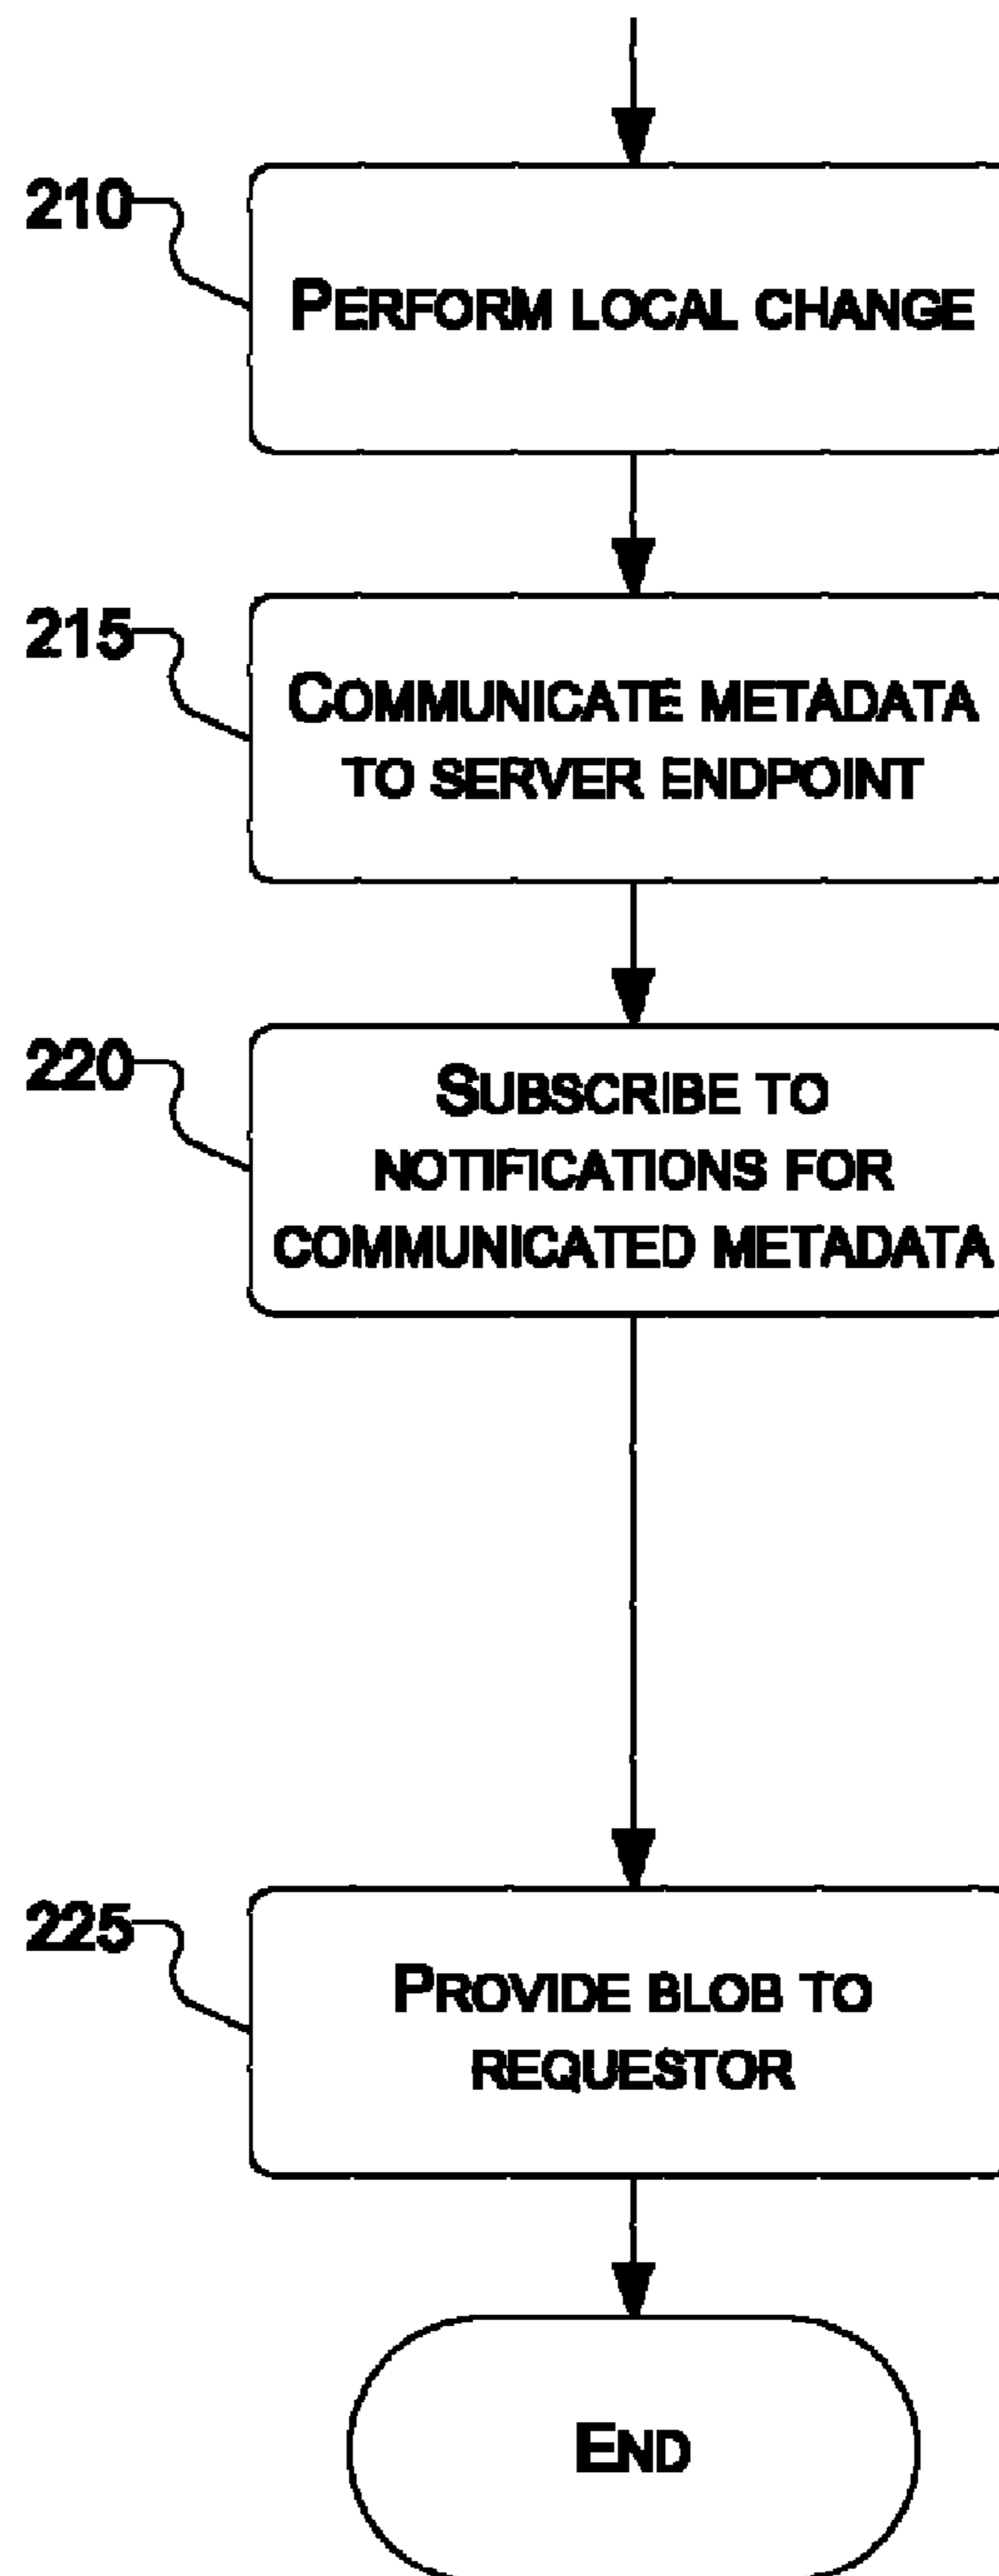 210
PERFORM LOCAL CHANGE
215
COMMUNICATE METADATA
TO SERVER ENDPOINT
220
SUBSCRIBE TO
NOTIFICATIONS FOR
COMMUNICATED METADATA
225
PROVIDE BLOB TO
REQUESTOR
END